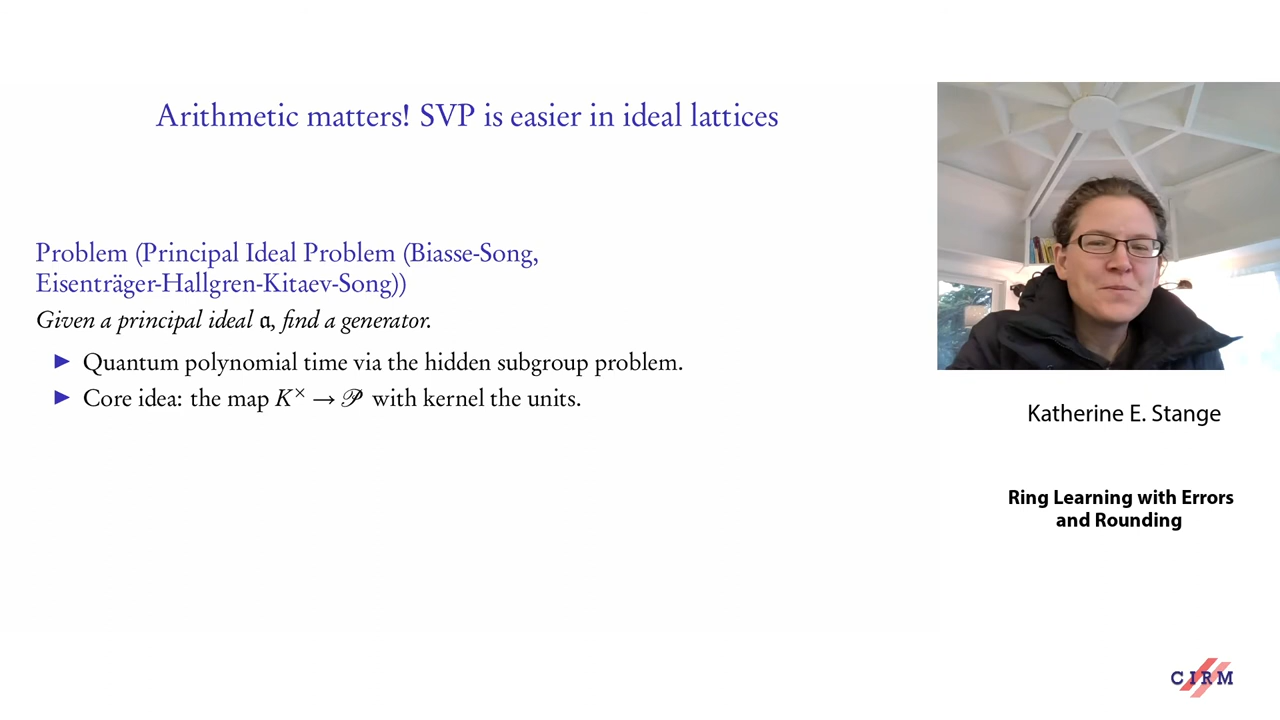 Arithmetic matters! SVP is easier in ideal lattices
Problem (Principal Ideal Problem (Biasse-Song,
Eisenträger-Hallgren-Kitaev-Song))
Given a principal ideal 𝔞, find a generator.
▶ Quantum polynomial time via the hidden subgroup problem.
▶ Core idea: the map K× → 𝒫 with kernel the units.
Katherine E. Stange
Ring Learning with Errors
and Rounding
CIRM